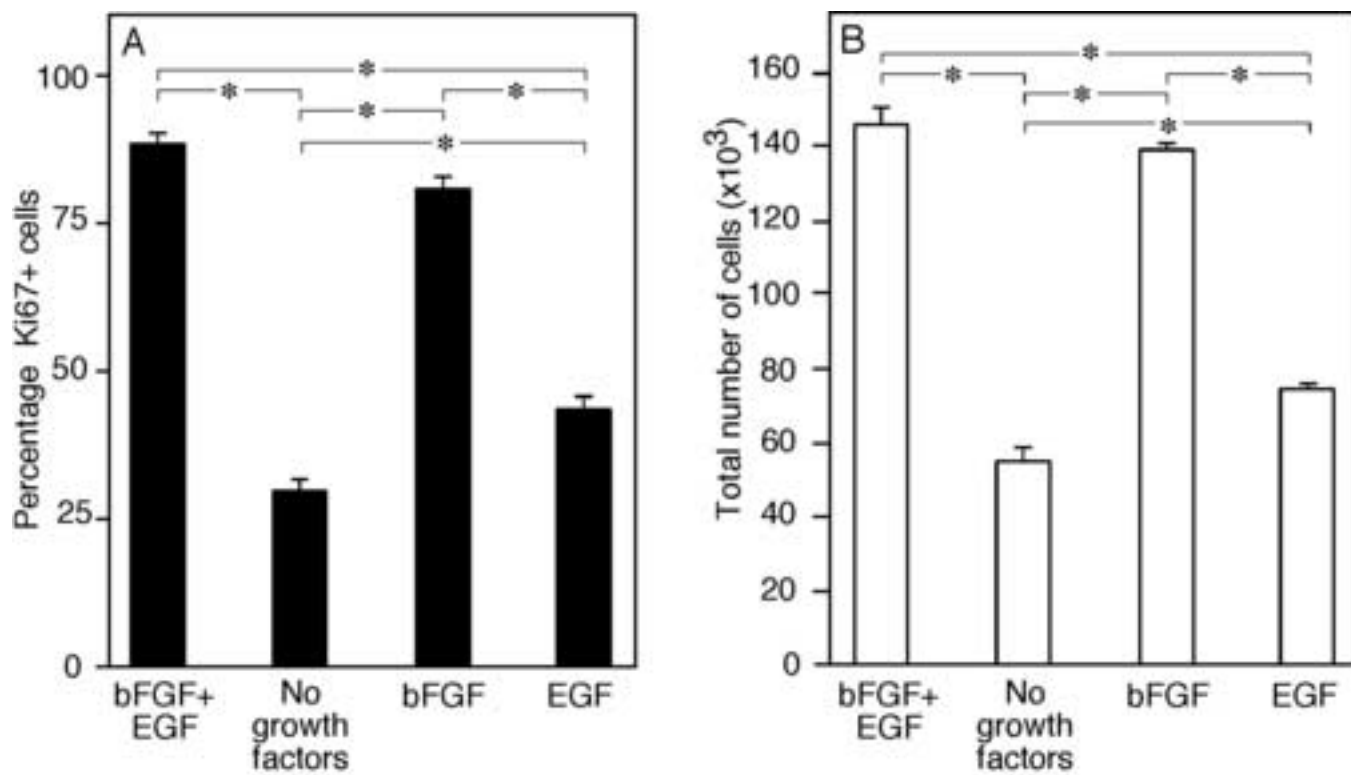 A
Percentage Ki67+ cells
100
75
50
25
0
*
*
*
*
*
bFGF+
EGF
No
growth
factors
bFGF
EGF
B
Total number of cells (x10³)
160
140
120
100
80
60
40
20
0
*
*
*
*
*
bFGF+
EGF
No
growth
factors
bFGF
EGF